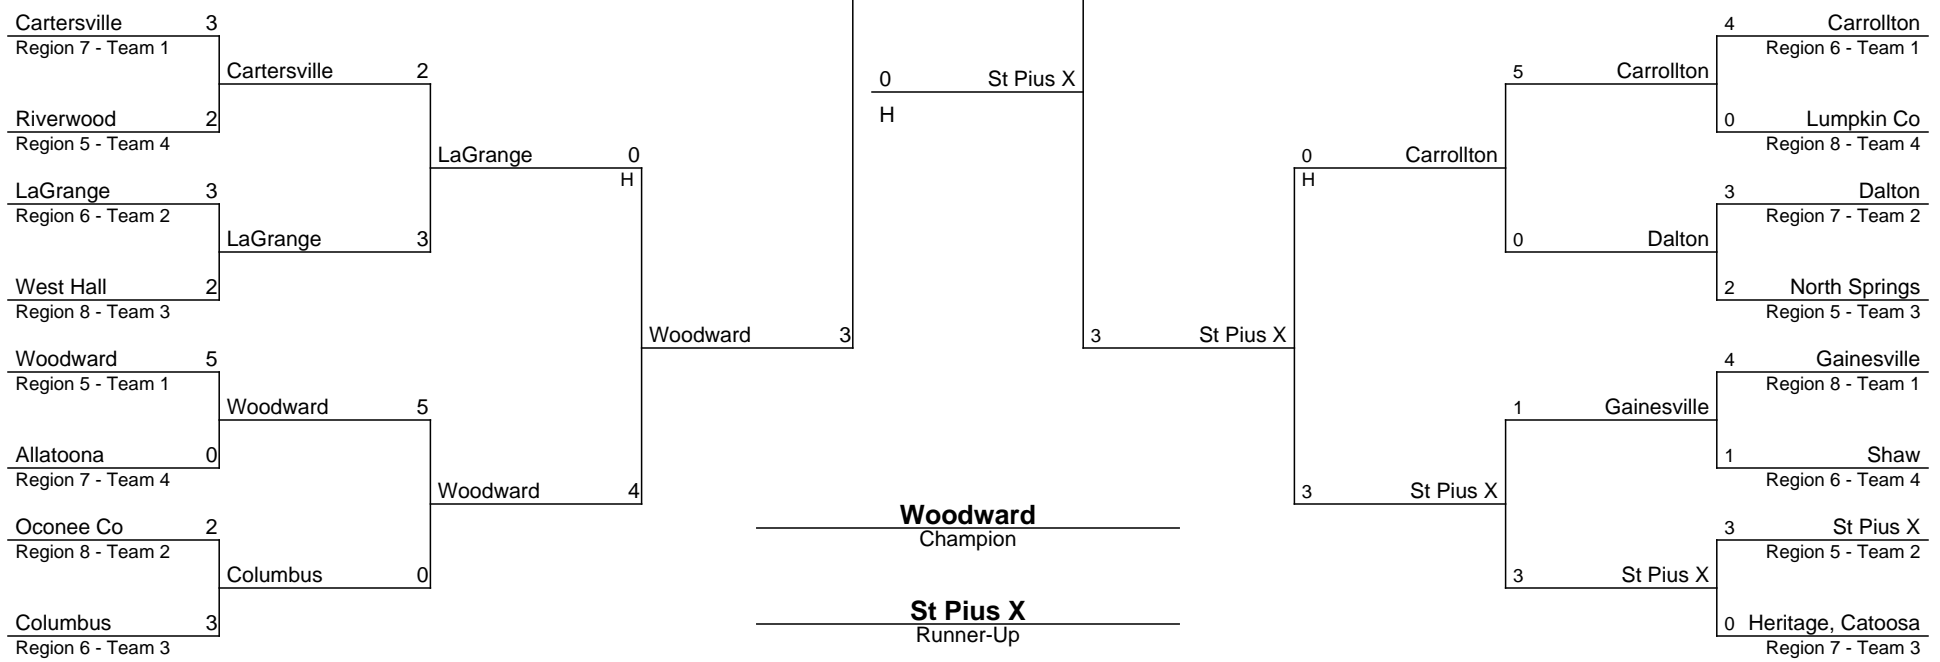 Cartersville 3
Region 7 - Team 1
Riverwood 2
Region 5 - Team 4
LaGrange 3
Region 6 - Team 2
West Hall 2
Region 8 - Team 3
Woodward 5
Region 5 - Team 1
Allatoona 0
Region 7 - Team 4
Oconee Co 2
Region 8 - Team 2
Columbus 3
Region 6 - Team 3
Cartersville 2
LaGrange 3
Woodward 5
Columbus 0
LaGrange 0
H
Woodward 4
Woodward 3
0 St Pius X
H
Woodward
Champion
St Pius X
Runner-Up
3 St Pius X
0 Carrollton
H
3 St Pius X
5 Carrollton
0 Dalton
1 Gainesville
3 St Pius X
4 Carrollton
Region 6 - Team 1
0 Lumpkin Co
Region 8 - Team 4
3 Dalton
Region 7 - Team 2
2 North Springs
Region 5 - Team 3
4 Gainesville
Region 8 - Team 1
1 Shaw
Region 6 - Team 4
3 St Pius X
Region 5 - Team 2
0 Heritage, Catoosa
Region 7 - Team 3